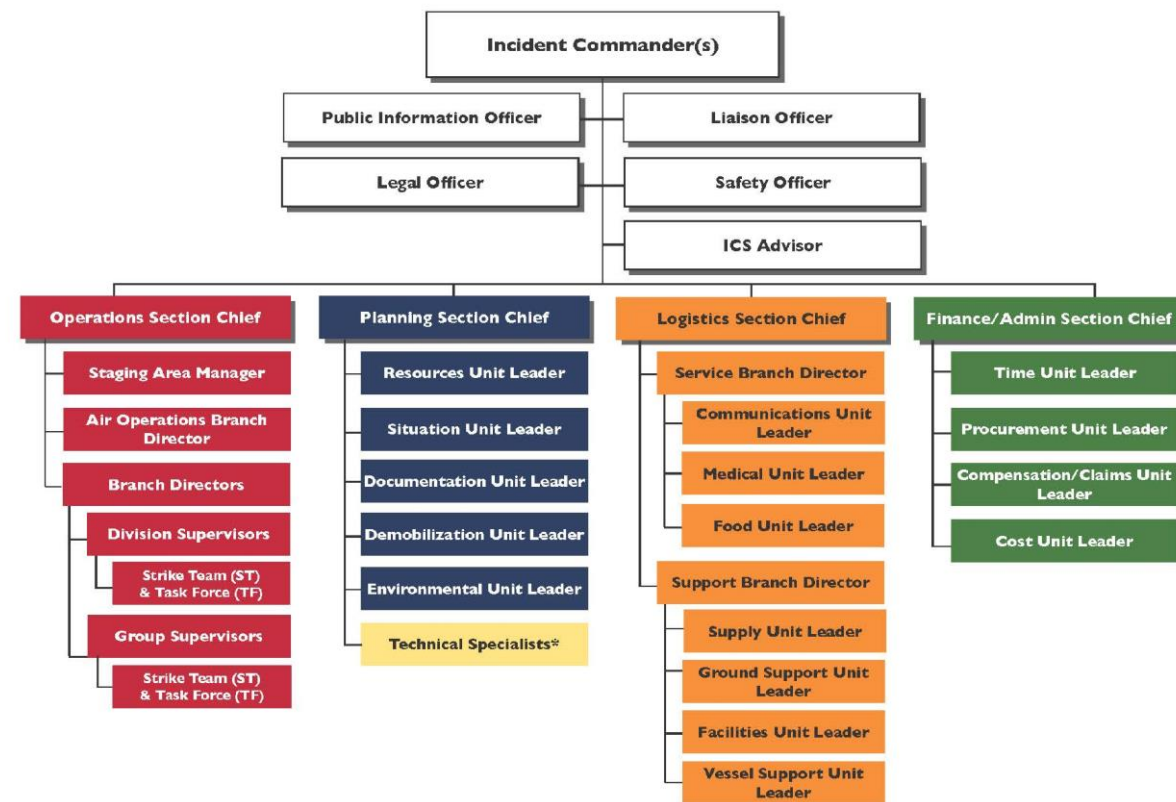 Incident Commander(s)
Public Information Officer
Liaison Officer
Legal Officer
Safety Officer
ICS Advisor
Operations Section Chief
Staging Area Manager
Air Operations Branch
Director
Branch Directors
Division Supervisors
Strike Team (ST)
& Task Force (TF)
Group Supervisors
Strike Team (ST)
& Task Force (TF)
Planning Section Chief
Resources Unit Leader
Situation Unit Leader
Documentation Unit Leader
Demobilization Unit Leader
Environmental Unit Leader
Technical Specialists*
Logistics Section Chief
Service Branch Director
Communications Unit
Leader
Medical Unit Leader
Food Unit Leader
Support Branch Director
Supply Unit Leader
Ground Support Unit
Leader
Facilities Unit Leader
Vessel Support Unit
Leader
Finance/Admin Section Chief
Time Unit Leader
Procurement Unit Leader
Compensation/Claims Unit
Leader
Cost Unit Leader